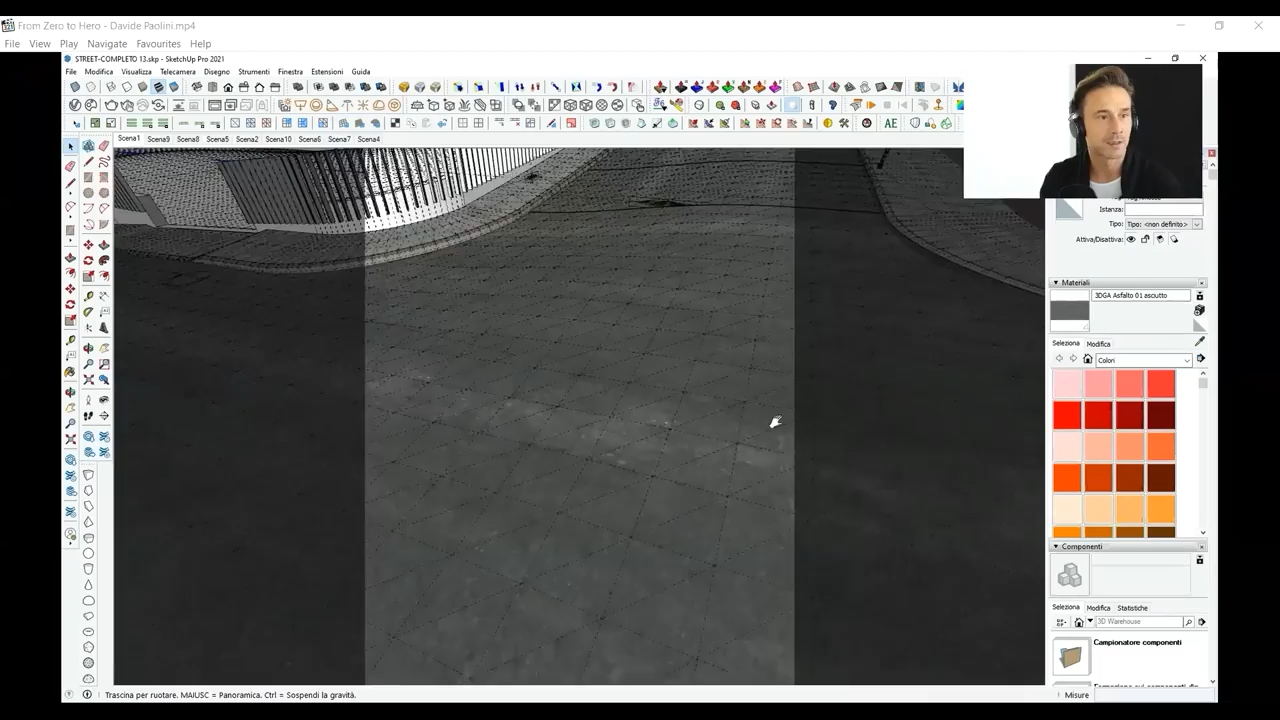 From Zero to Hero - Davide Paolini.mp4
File View Play Navigate Favourites Help
STREET-COMPLETO 13.skp - SketchUp Pro 2021
File Modifica Visualizza Telecamera Disegno Strumenti Finestra Estensioni Guida
AE
Scena1 Scena9 Scena8 Scena5 Scena2 Scena10 Scena6 Scena7 Scena4
Istanza:
Tipo: Tipo: <non definito>
Attiva/Disattiva:
Materiali
3DGA Asfalto 01 asciutto
Seleziona Modifica
Colori
Componenti
Seleziona Modifica Statistiche
3D Warehouse
Campionatore componenti
Trascina per ruotare. MAIUSC = Panoramica. Ctrl = Sospendi la gravità.
Misure